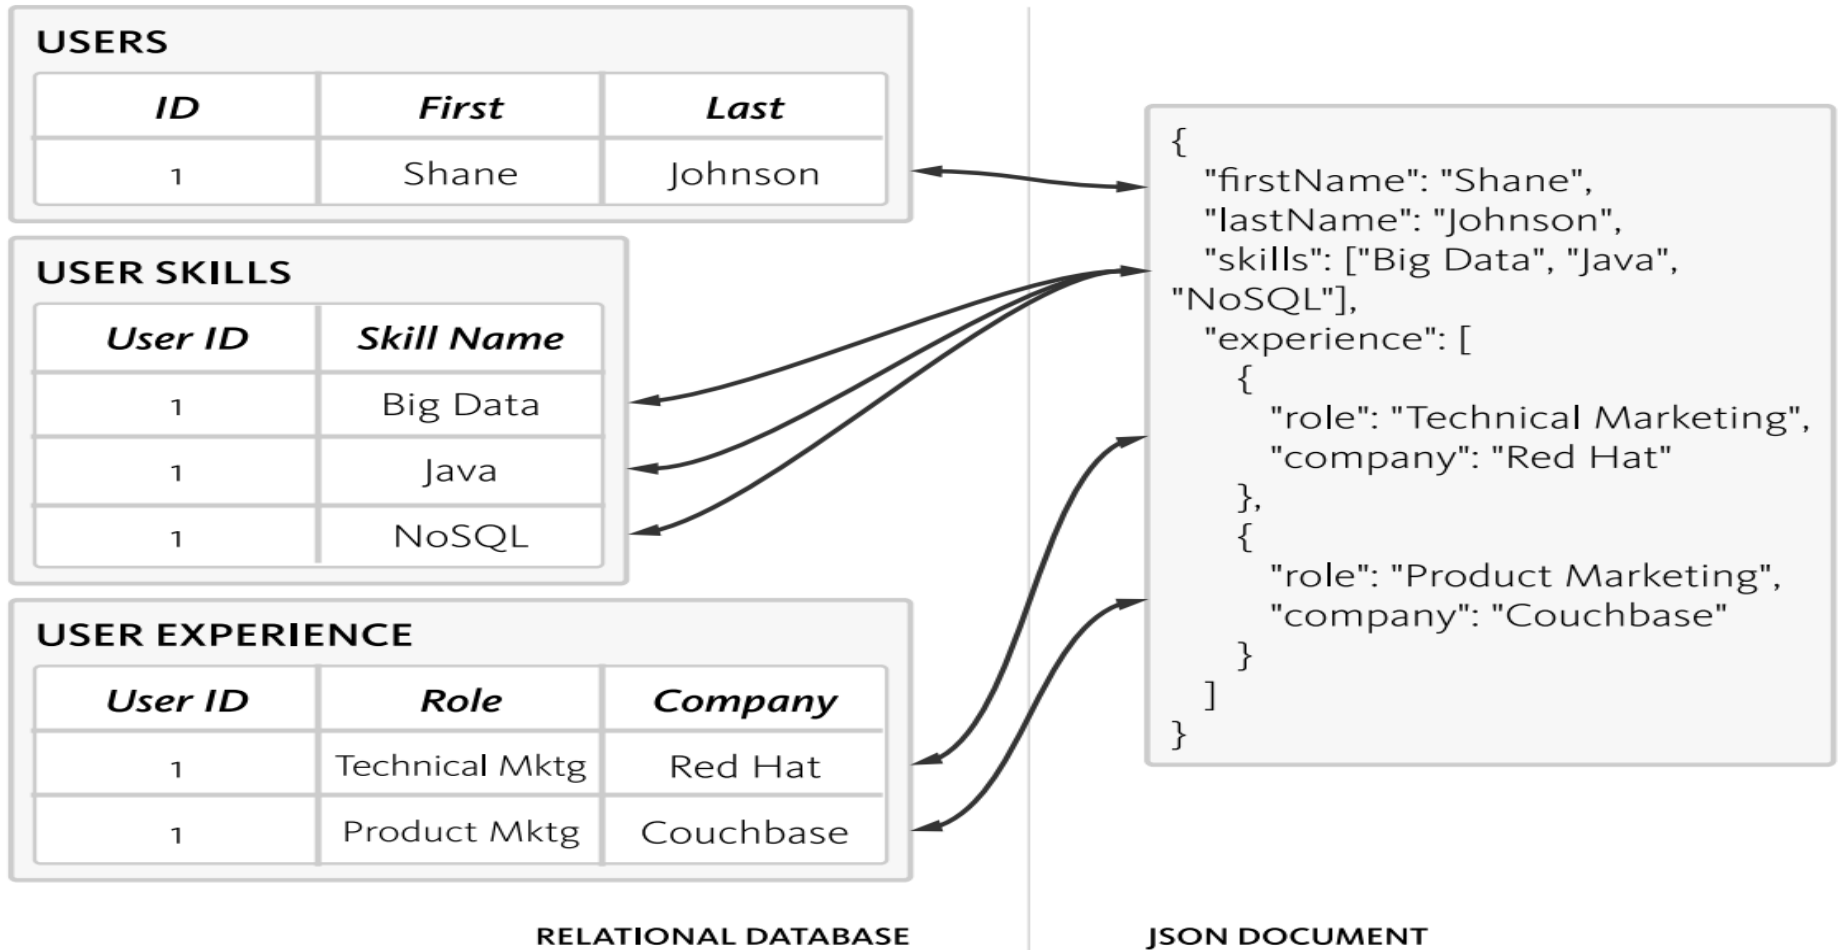 USERS
ID First Last
1 Shane Johnson
USER SKILLS
User ID Skill Name
1 Big Data
1 Java
1 NoSQL
USER EXPERIENCE
User ID Role Company
1 Technical Mktg Red Hat
1 Product Mktg Couchbase
RELATIONAL DATABASE
{
"firstName": "Shane",
"lastName": "Johnson",
"skills": ["Big Data", "Java",
"NoSQL"],
"experience": [
{
"role": "Technical Marketing",
"company": "Red Hat"
},
{
"role": "Product Marketing",
"company": "Couchbase"
}
]
}
JSON DOCUMENT